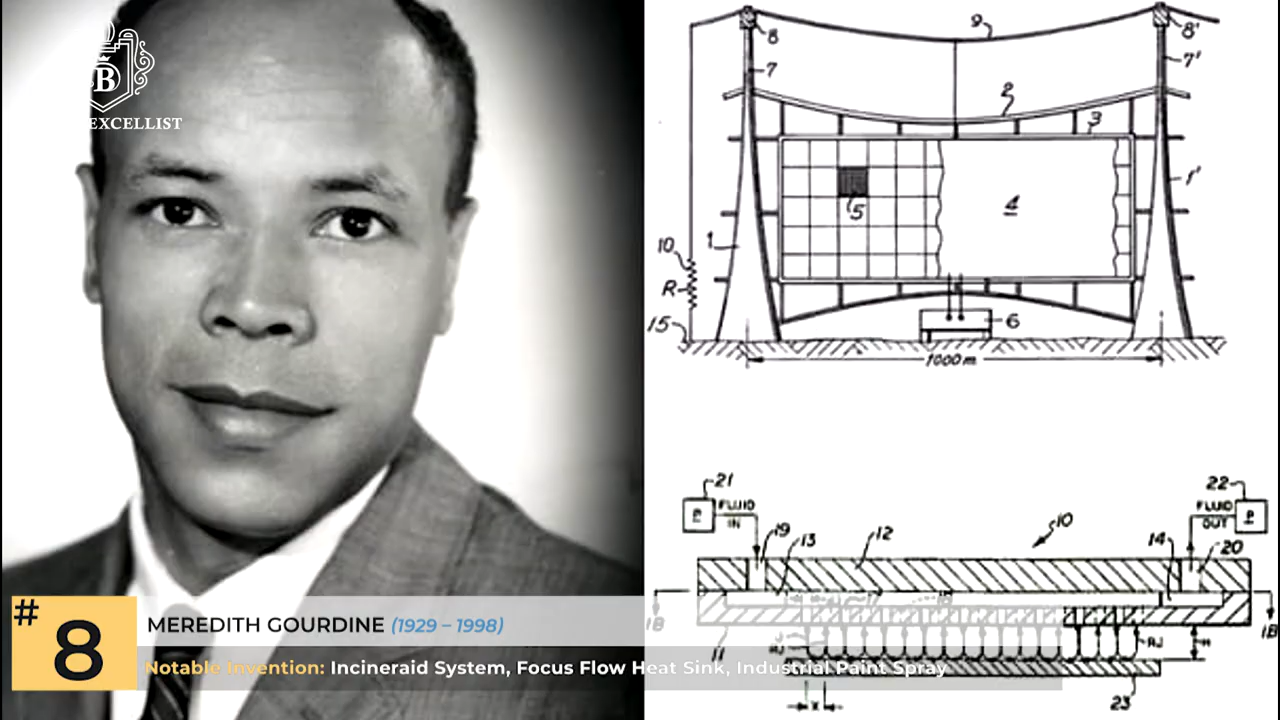 B
EXCELLIST
#
8
MEREDITH GOURDINE (1929 – 1998)
Notable Invention: Incineraid System, Focus Flow Heat Sink, Industrial Paint Spray
9
8
8'
7
7'
2
3
1'
5
4
1
10
R
6
15
1000 m
21
22
P
FLUID
IN
FLUID
OUT
P
19
13
12
10
14
20
1B
1B
11
RJ
H
23
X